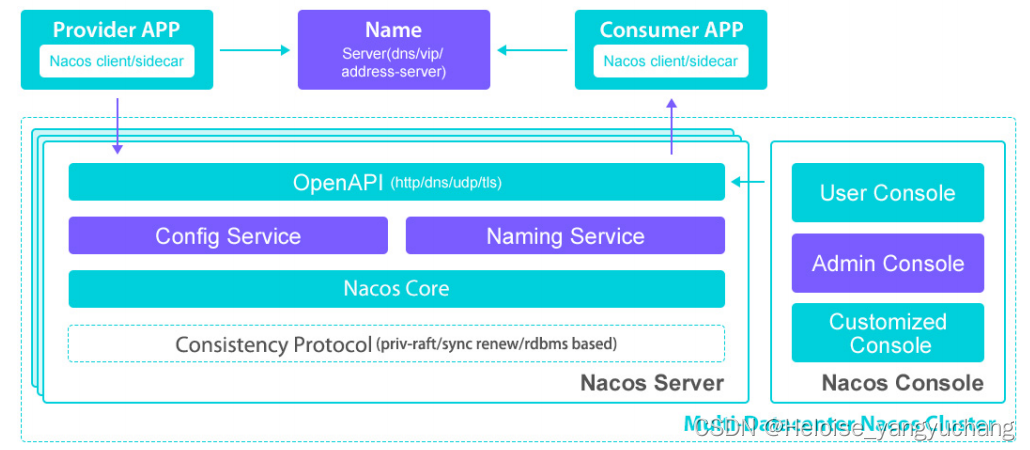 Provider APP
Nacos client/sidecar
Name
Server(dns/vip/
address-server)
Consumer APP
Nacos client/sidecar
OpenAPI (http/dns/udp/tls)
Config Service
Naming Service
Nacos Core
Consistency Protocol (priv-raft/sync renew/rdbms based)
Nacos Server
User Console
Admin Console
Customized
Console
Nacos Console
Multi-Datacenter Nacos Cluster
CSDN @Heloise_yangyuchang